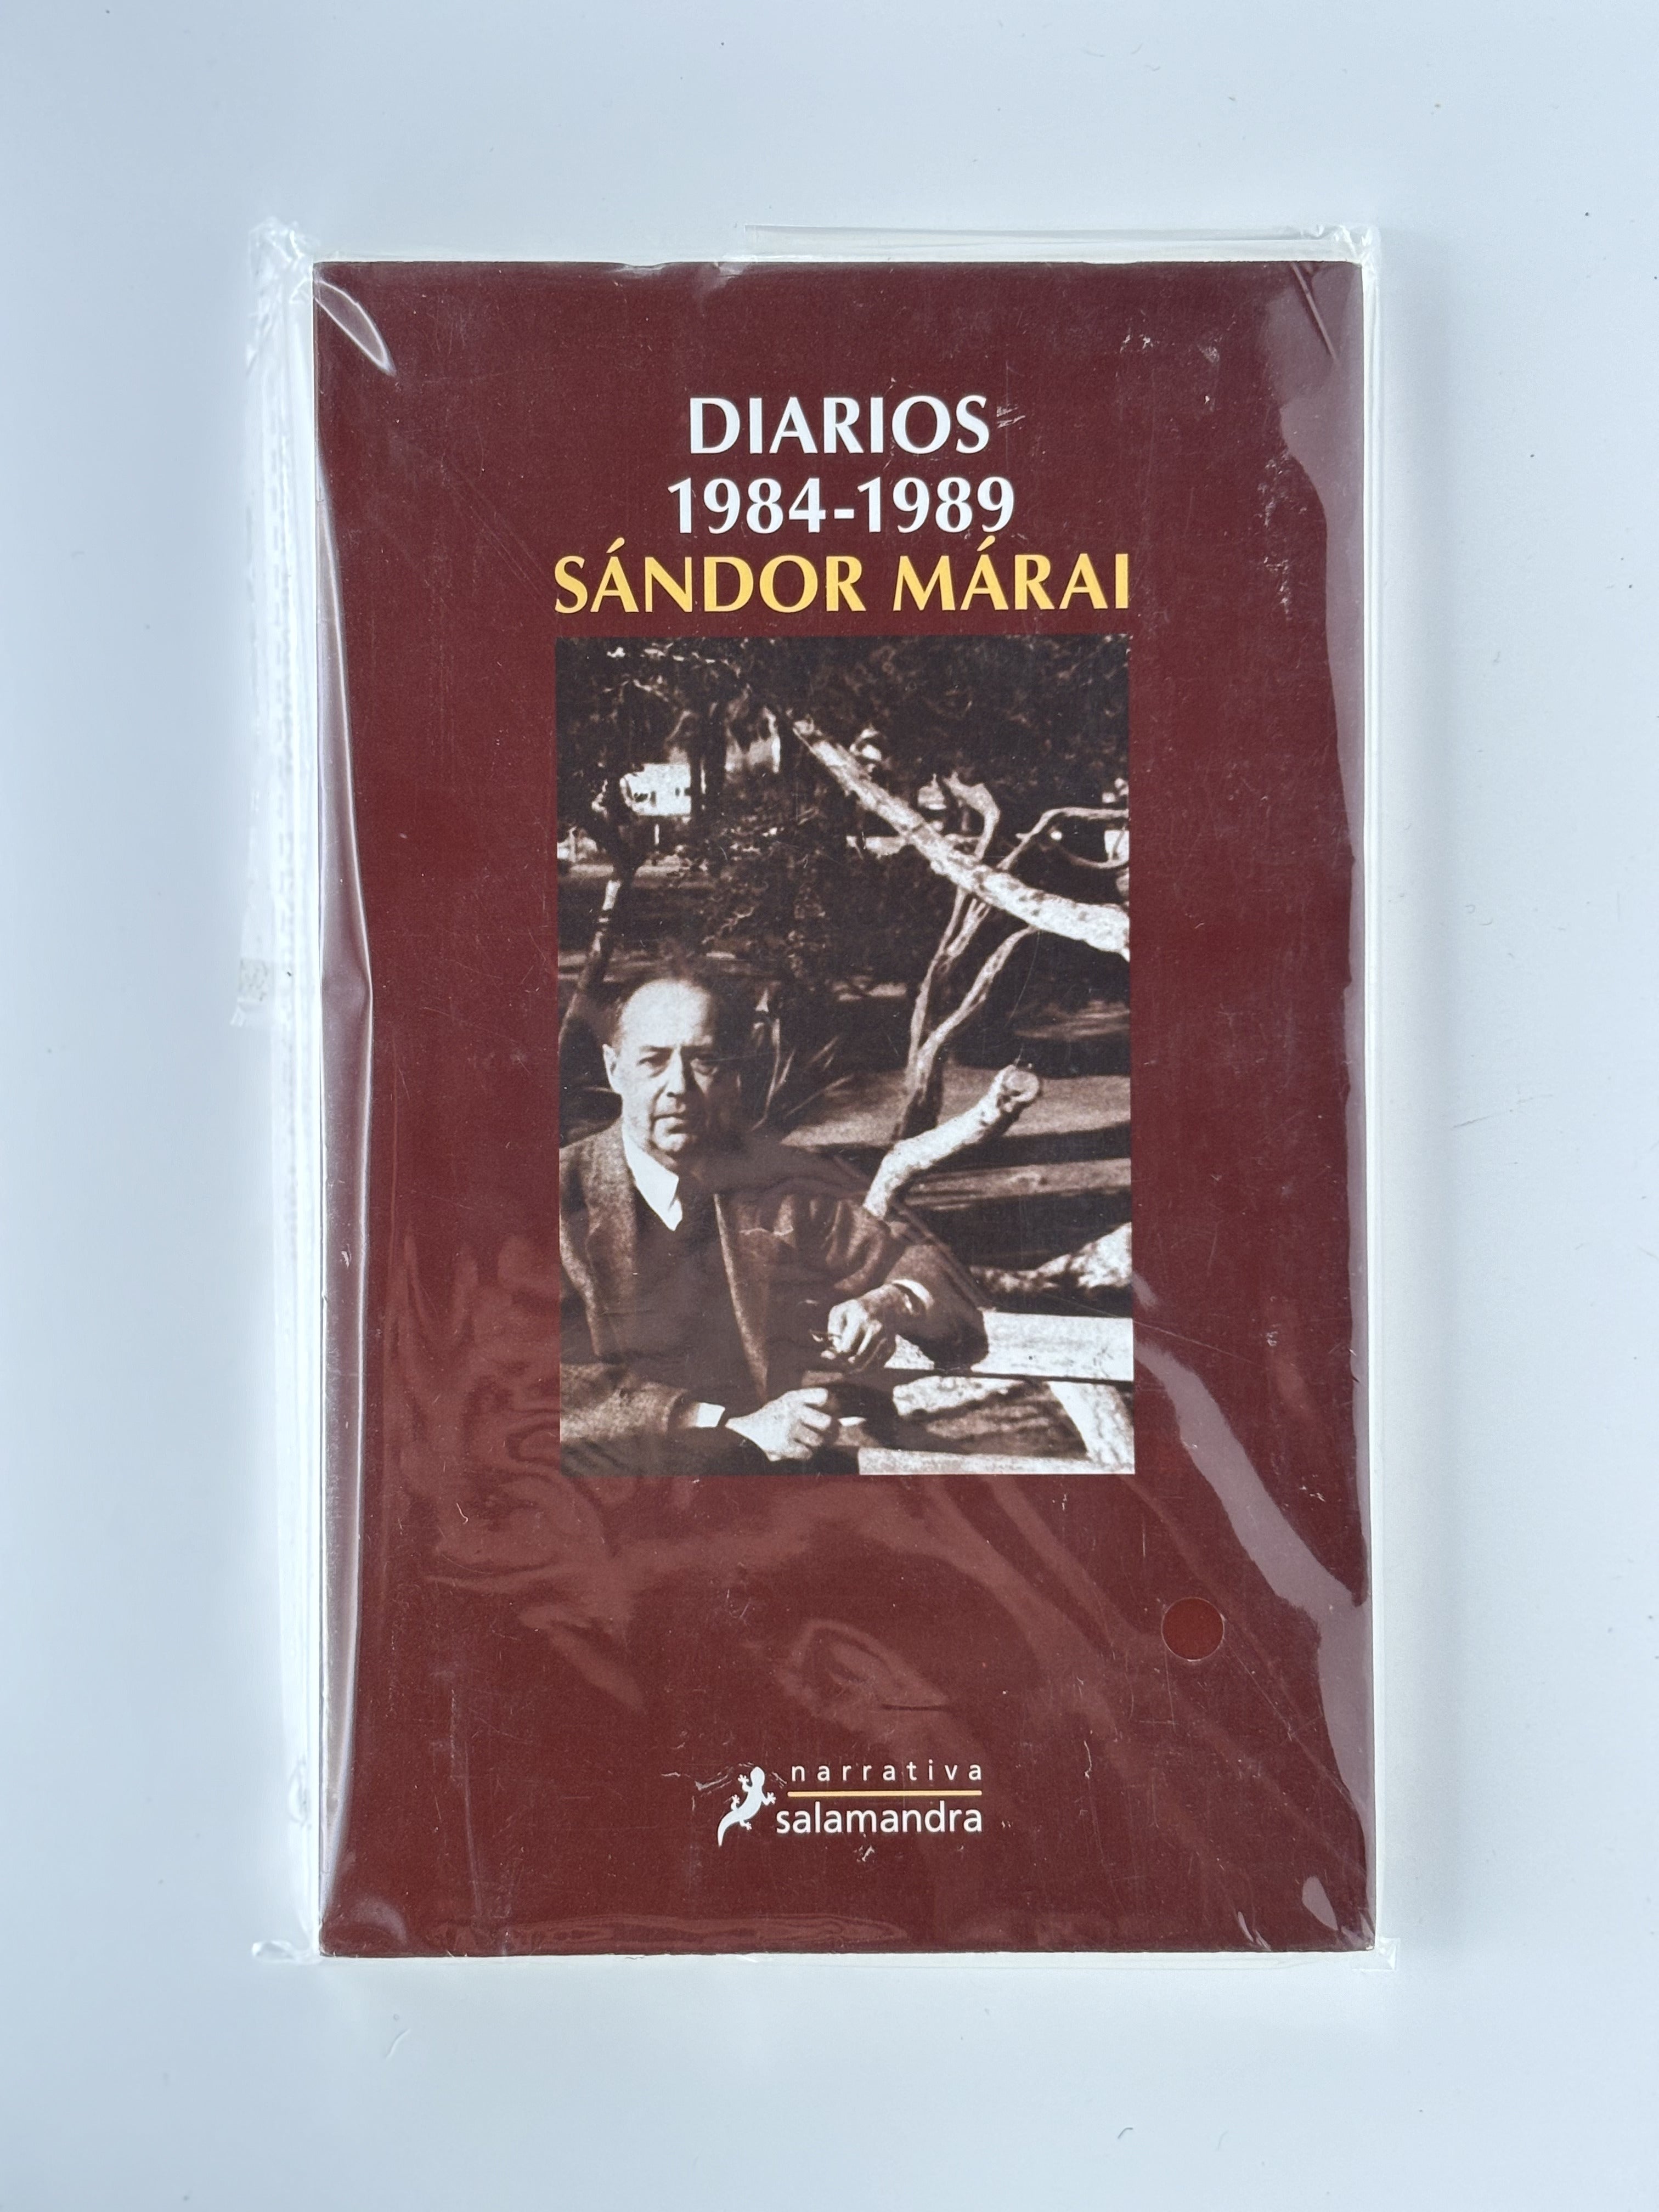 DIARIOS
1984-1989
SÁNDOR MÁRAI
narrativa
salamandra